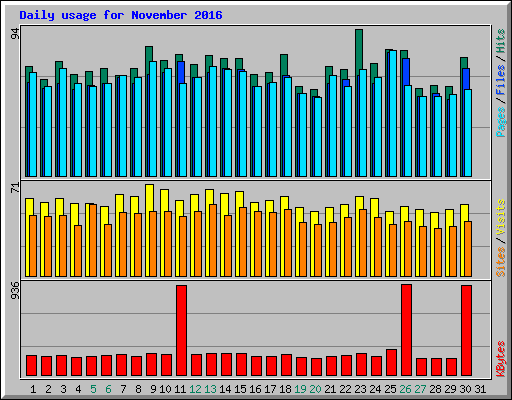 Daily usage for November 2016
94
Pages / Files / Hits
71
Sites / Visits
936
KBytes
1 2 3 4 5 6 7 8 9 10 11 12 13 14 15 16 17 18 19 20 21 22 23 24 25 26 27 28 29 30 31